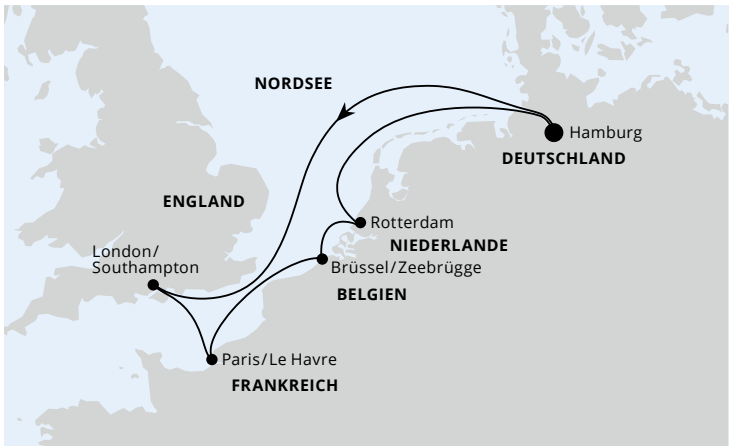 NORDSEE
Hamburg
DEUTSCHLAND
ENGLAND
Rotterdam
NIEDERLANDE
London/
Southampton
Brüssel/Zeebrügge
BELGIEN
Paris/Le Havre
FRANKREICH